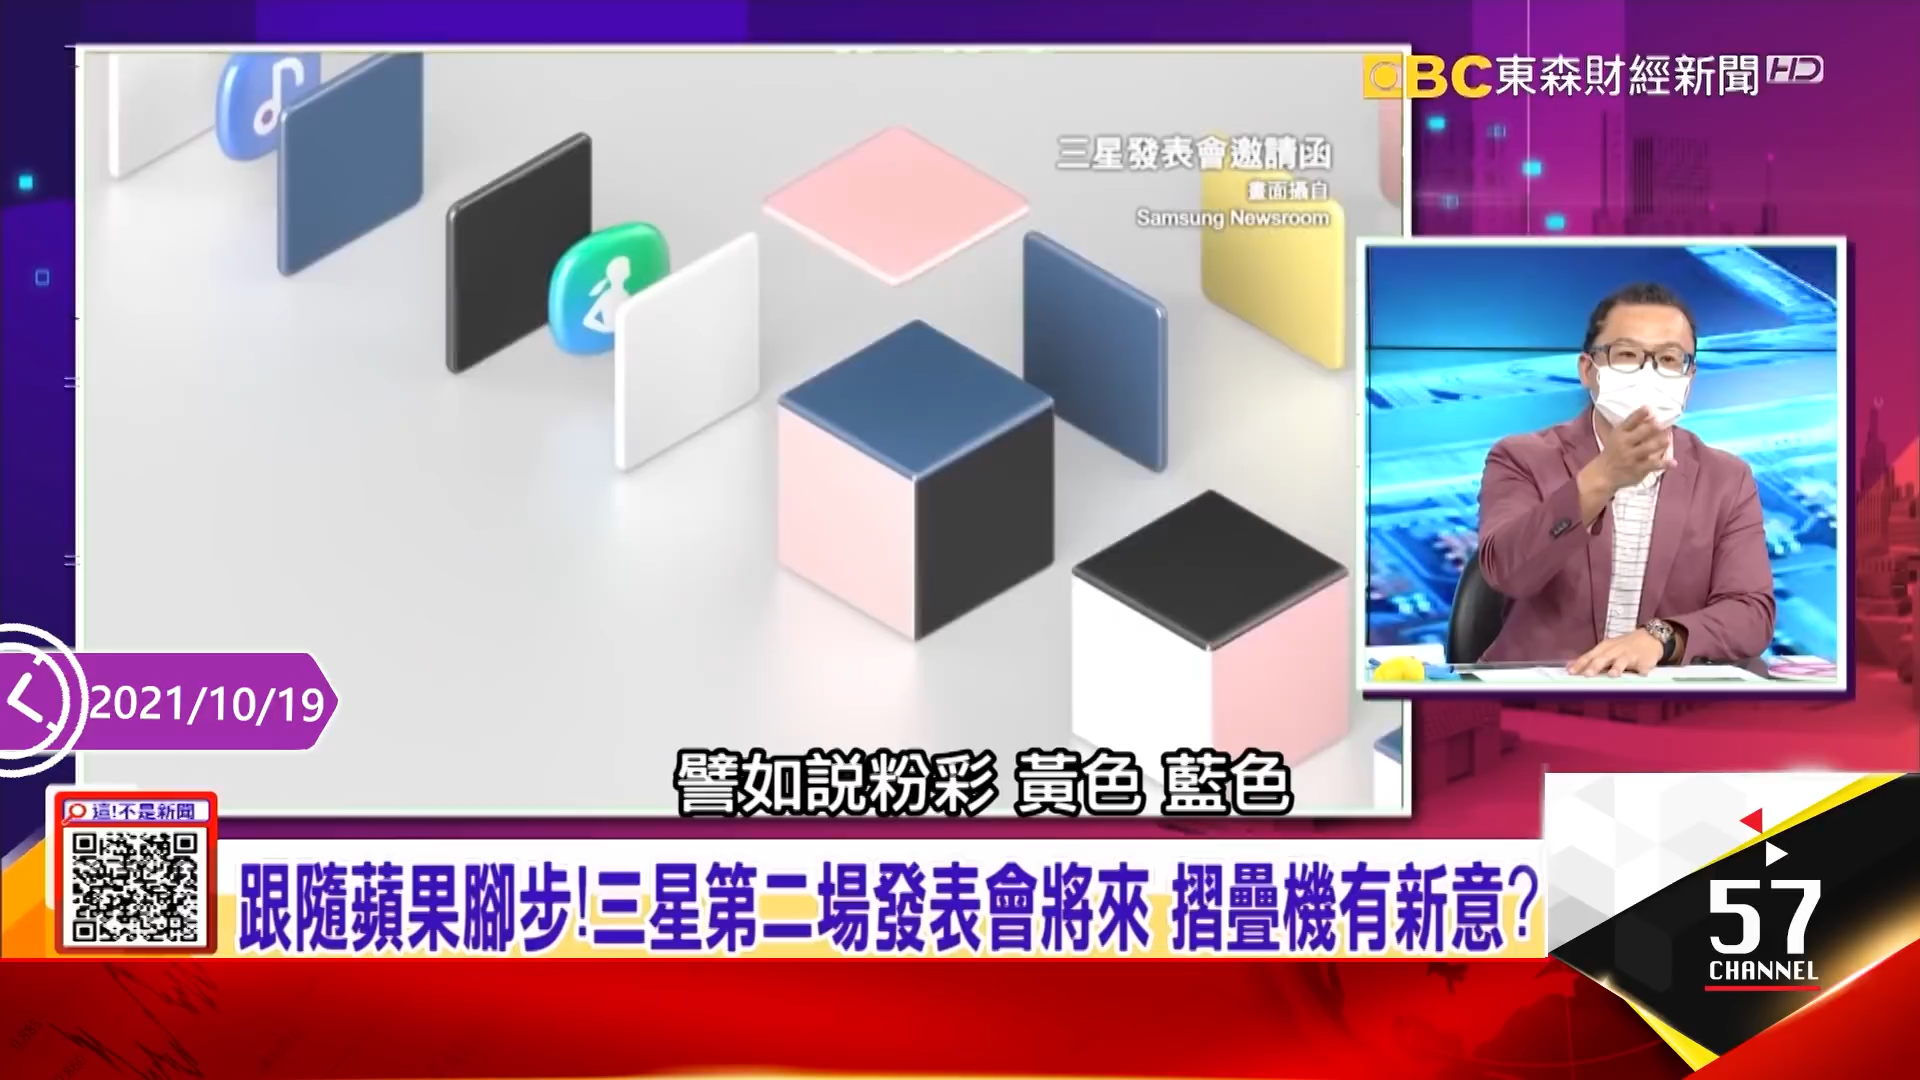 EBC東森財經新聞HD
三星發表會邀請函
畫面攝自
Samsung Newsroom
2021/10/19
譬如説粉彩 黃色 藍色
這!不是新聞
跟隨蘋果腳步!三星第二場發表會將來 摺疊機有新意?
57
CHANNEL